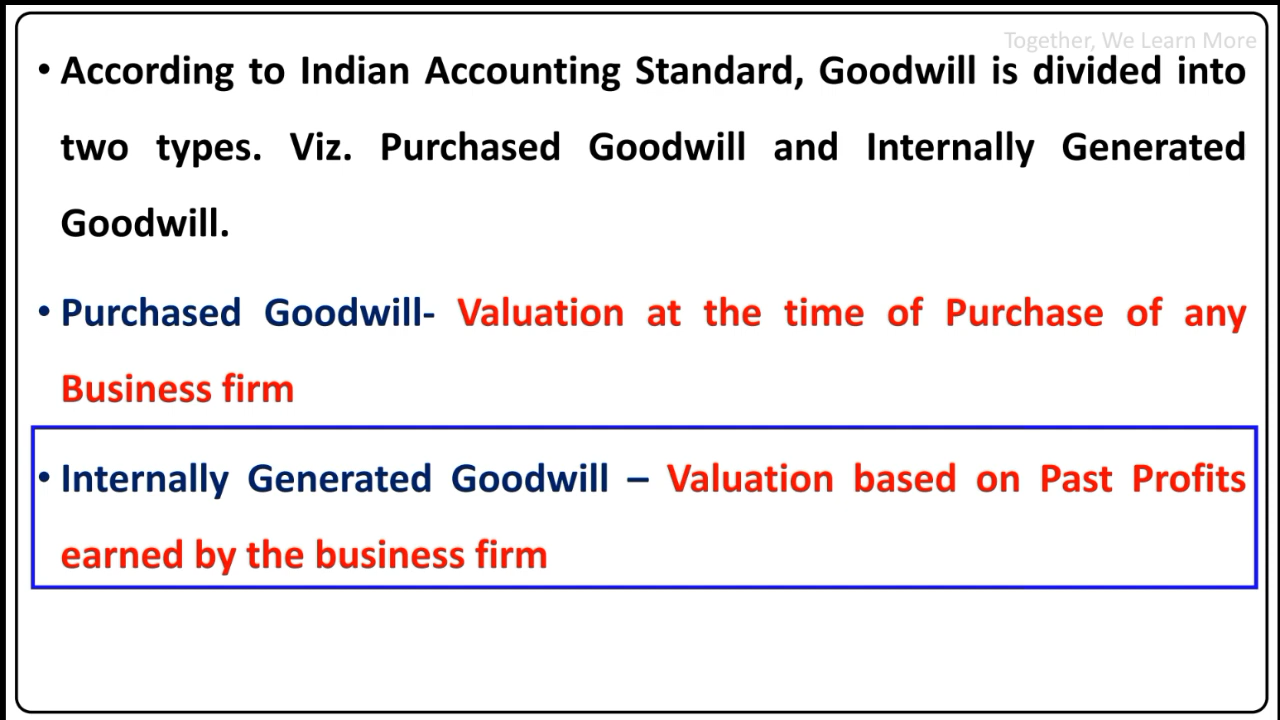 Together, We Learn More
• According to Indian Accounting Standard, Goodwill is divided into
two types. Viz. Purchased Goodwill and Internally Generated
Goodwill.
• Purchased Goodwill- Valuation at the time of Purchase of any
Business firm
• Internally Generated Goodwill – Valuation based on Past Profits
earned by the business firm